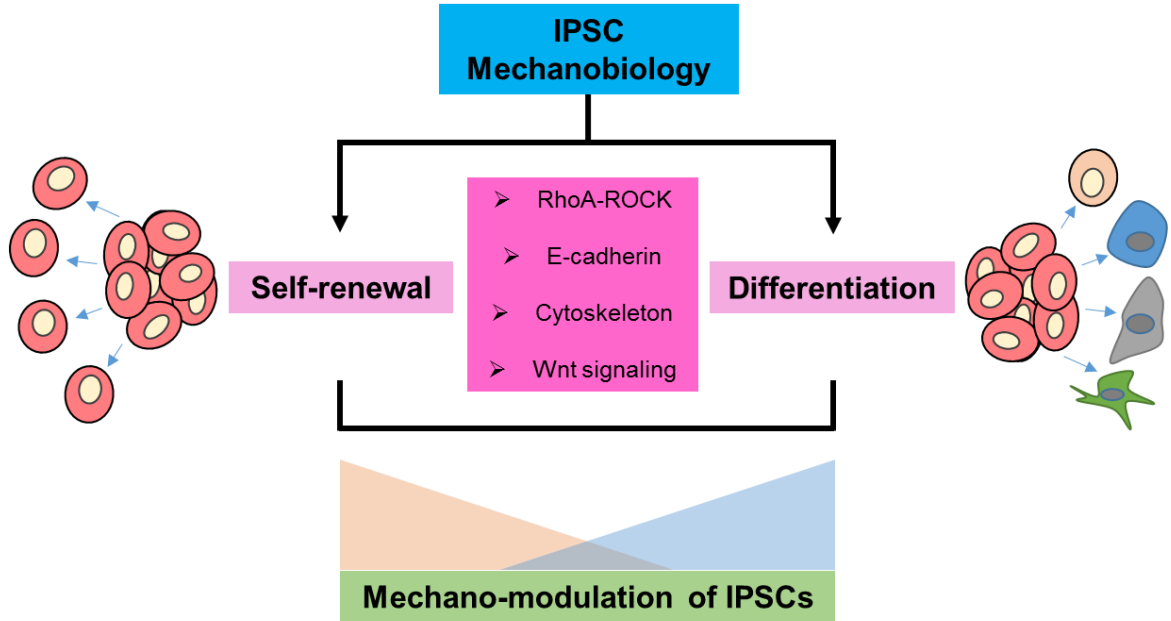 IPSC
Mechanobiology
➢ RhoA-ROCK
➢ E-cadherin
➢ Cytoskeleton
➢ Wnt signaling
Self-renewal
Differentiation
Mechano-modulation of IPSCs